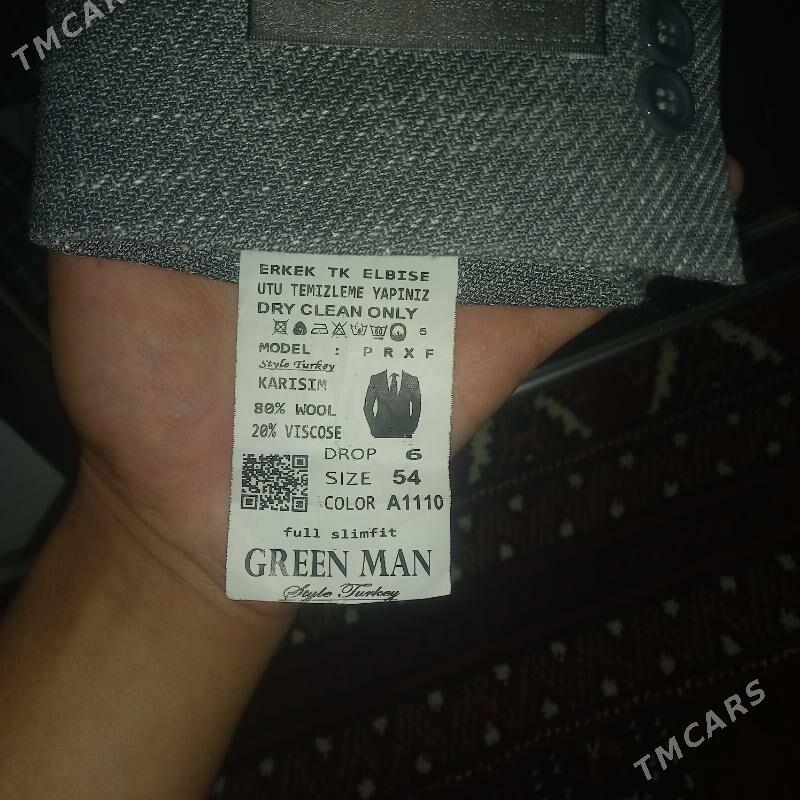 TMCARS
ERKEK TK ELBISE
UTU TEMIZLEME YAPINIZ
DRY CLEAN ONLY
5
MODEL : P R X F
Style Turkey
KARISIM
80% WOOL
20% VISCOSE
DROP 6
SIZE 54
COLOR A1110
full slimfit
GREEN MAN
Style Turkey
TMCARS